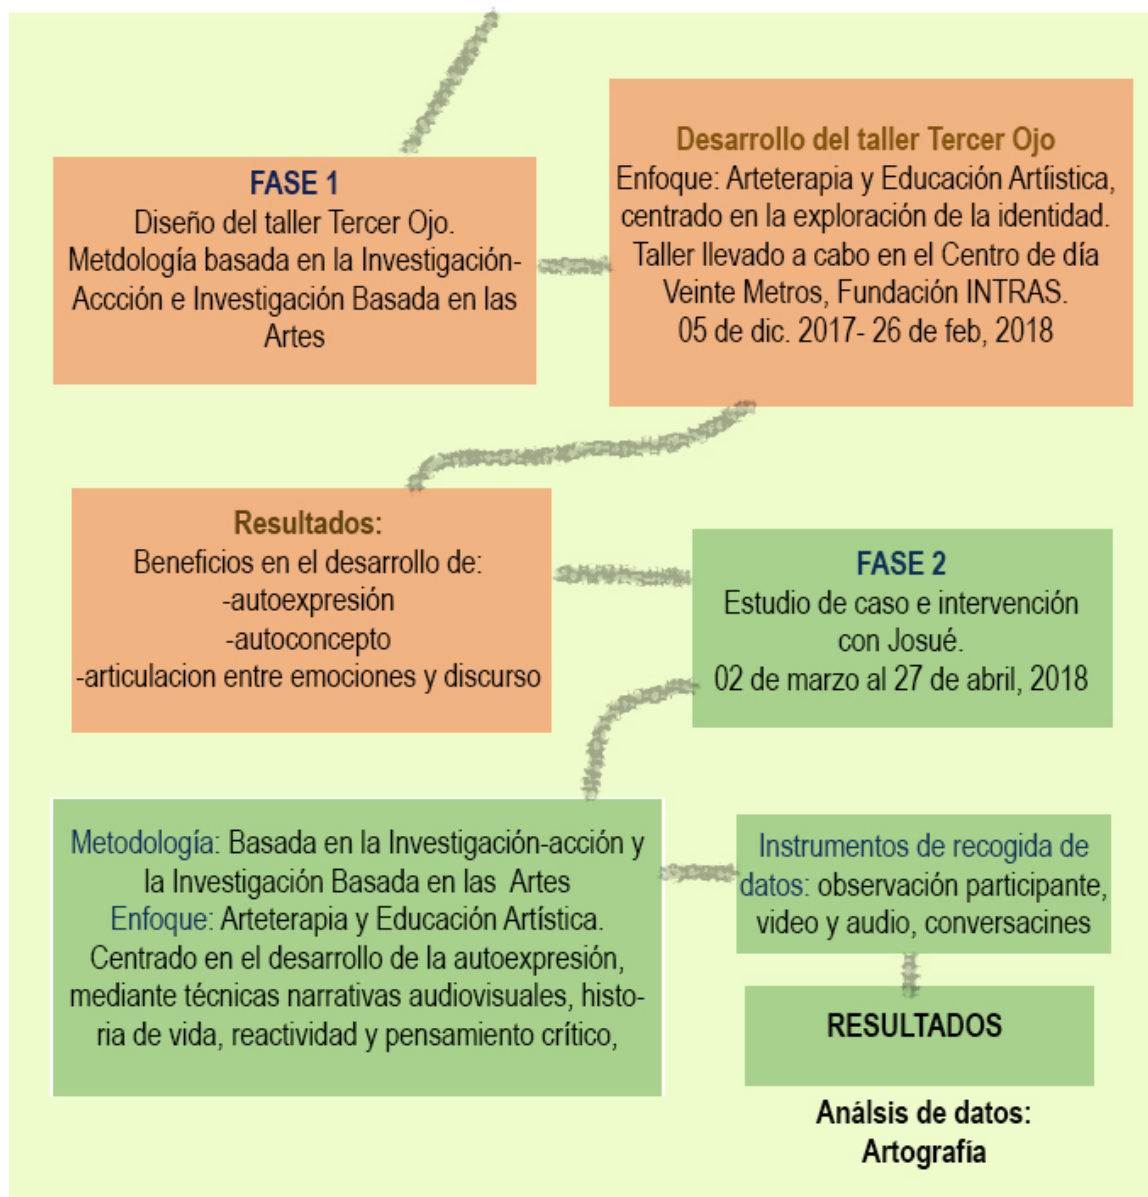 FASE 1
Diseño del taller Tercer Ojo.
Metdología basada en la Investigación-
Accción e Investigación Basada en las
Artes
Desarrollo del taller Tercer Ojo
Enfoque: Arteterapia y Educación Artíistica,
centrado en la exploración de la identidad.
Taller llevado a cabo en el Centro de día
Veinte Metros, Fundación INTRAS.
05 de dic. 2017- 26 de feb, 2018
Resultados:
Beneficios en el desarrollo de:
-autoexpresión
-autoconcepto
-articulacion entre emociones y discurso
FASE 2
Estudio de caso e intervención
con Josué.
02 de marzo al 27 de abril, 2018
Metodología: Basada en la Investigación-acción y
la Investigación Basada en las Artes
Enfoque: Arteterapia y Educación Artística.
Centrado en el desarrollo de la autoexpresión,
mediante técnicas narrativas audiovisuales, histo-
ria de vida, reactividad y pensamiento crítico,
Instrumentos de recogida de
datos: observación participante,
video y audio, conversacines
RESULTADOS
Análsis de datos:
Artografía